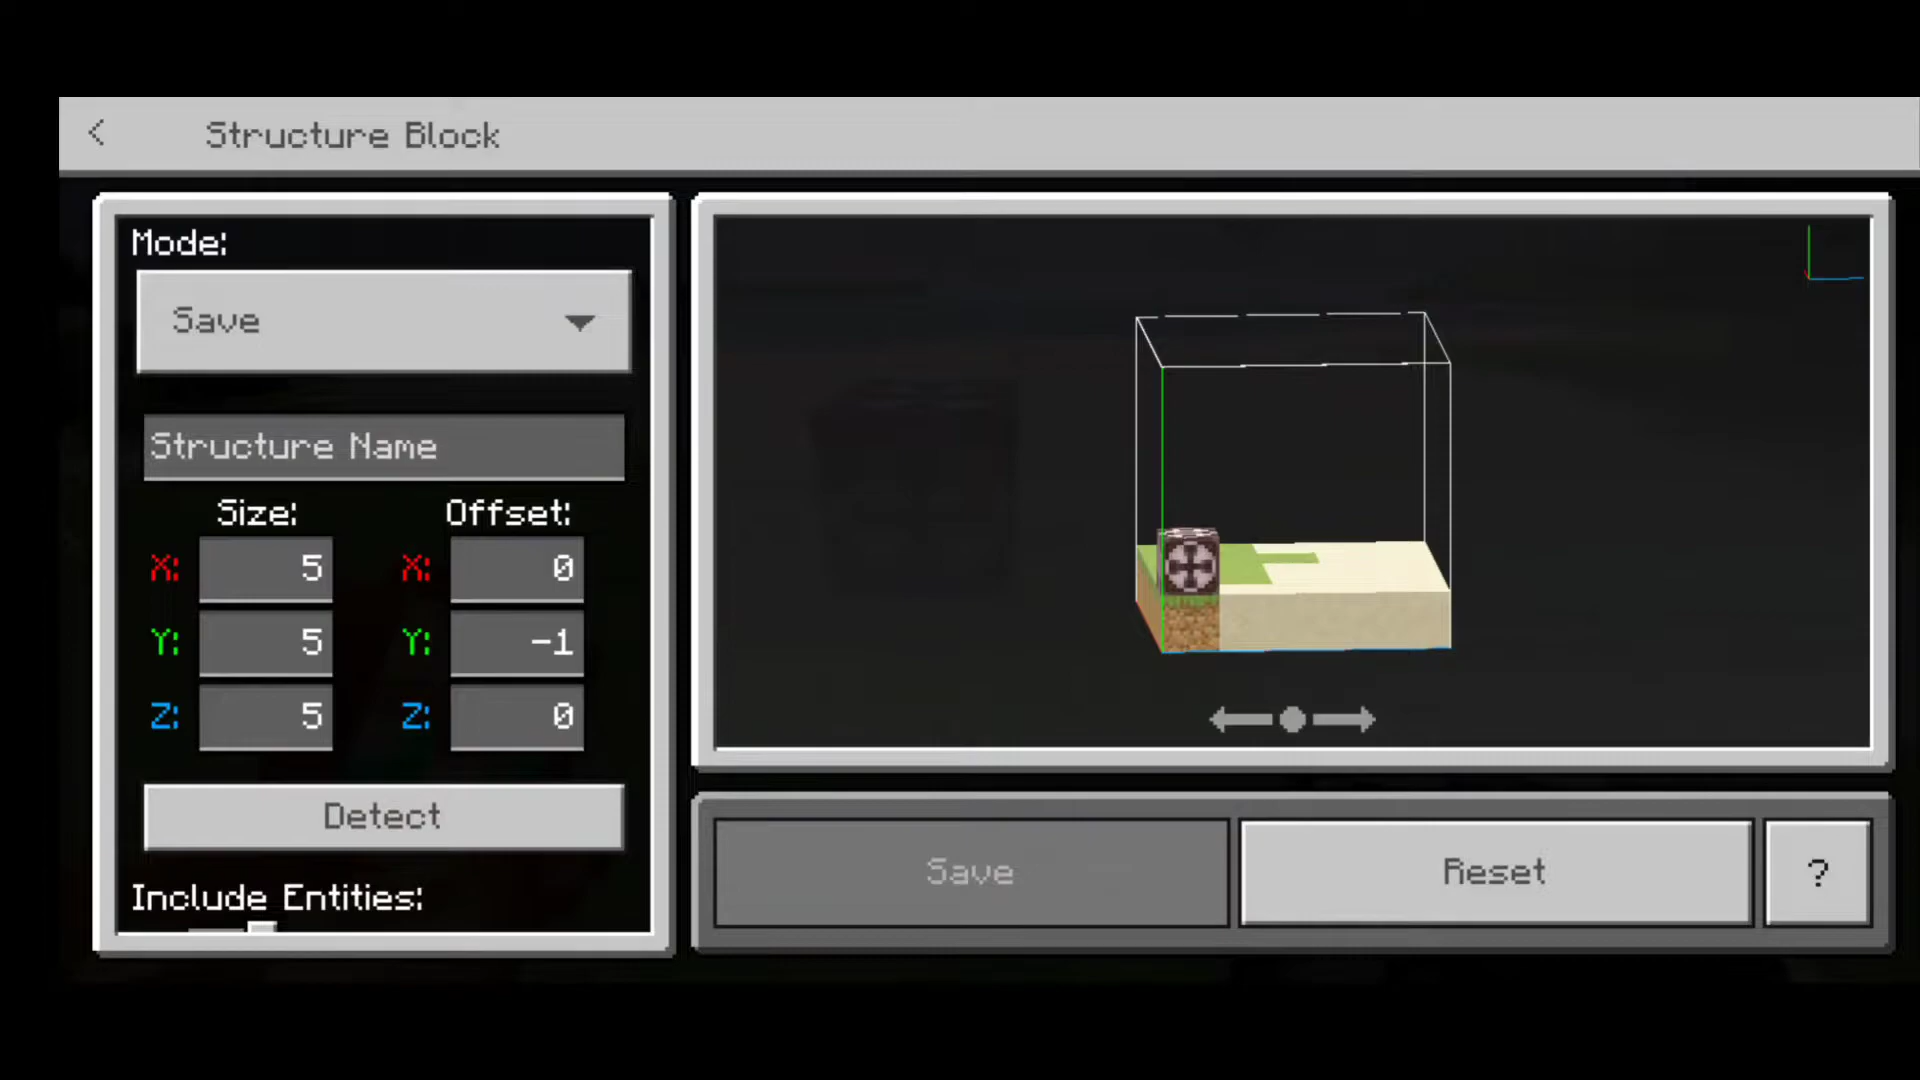 Structure Block
Mode:
Save
Structure Name
Size: Offset:
X: 5 X: 0
Y: 5 Y: -1
Z: 5 Z: 0
Detect
Include Entities:
Save Reset ?